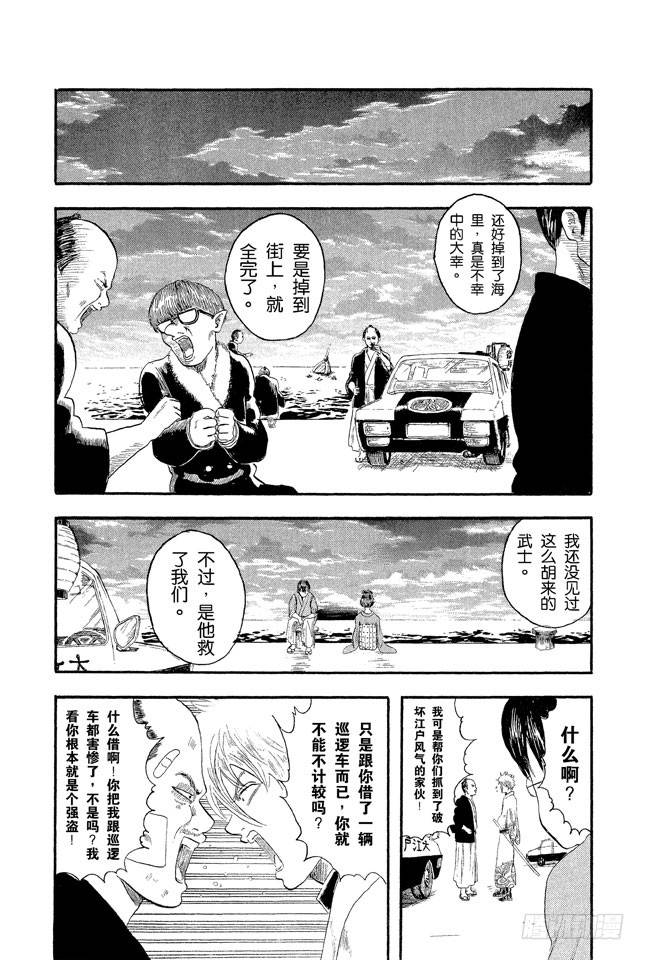 还好掉到了海
里，真是不幸
中的大幸。
要是掉到
街上，就
全完了。
我还没见过
这么胡来的
武士。
不过，是他救
了我们。
什么啊？
我可是帮你们抓到了破
坏江户风气的家伙！
大江戸
只是跟你借了一辆
巡逻车而已，你就
不能不计较吗？
什么借啊！你把我跟巡逻
车都害惨了，不是吗？我
看你根本就是个强盗！